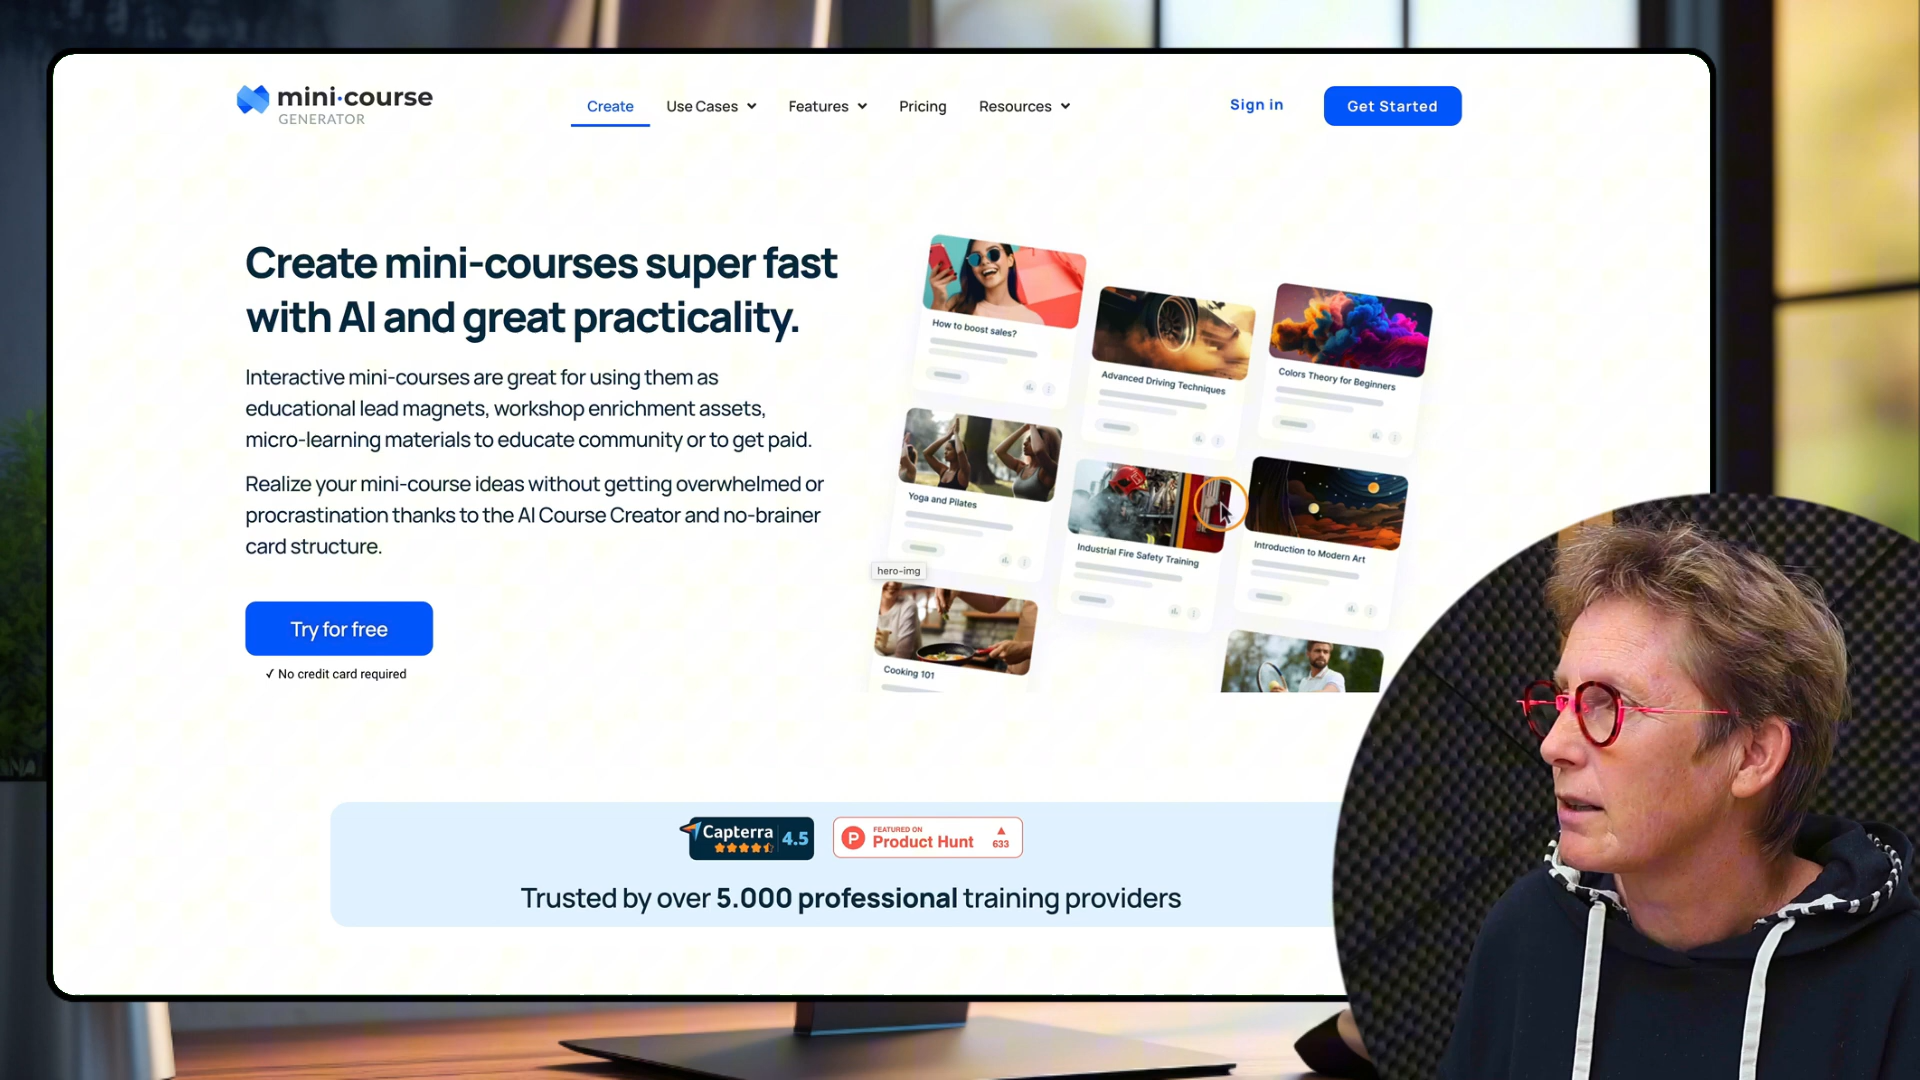 mini·course
GENERATOR
Create
Use Cases
Features
Pricing
Resources
Sign in
Get Started
Create mini-courses super fast
with AI and great practicality.
Interactive mini-courses are great for using them as
educational lead magnets, workshop enrichment assets,
micro-learning materials to educate community or to get paid.
Realize your mini-course ideas without getting overwhelmed or
procrastination thanks to the AI Course Creator and no-brainer
card structure.
Try for free
✓ No credit card required
How to boost sales?
Advanced Driving Techniques
Colors Theory for Beginners
Yoga and Pilates
Industrial Fire Safety Training
Introduction to Modern Art
hero-img
Cooking 101
Capterra
4.5
P
FEATURED ON
Product Hunt
633
Trusted by over 5.000 professional training providers